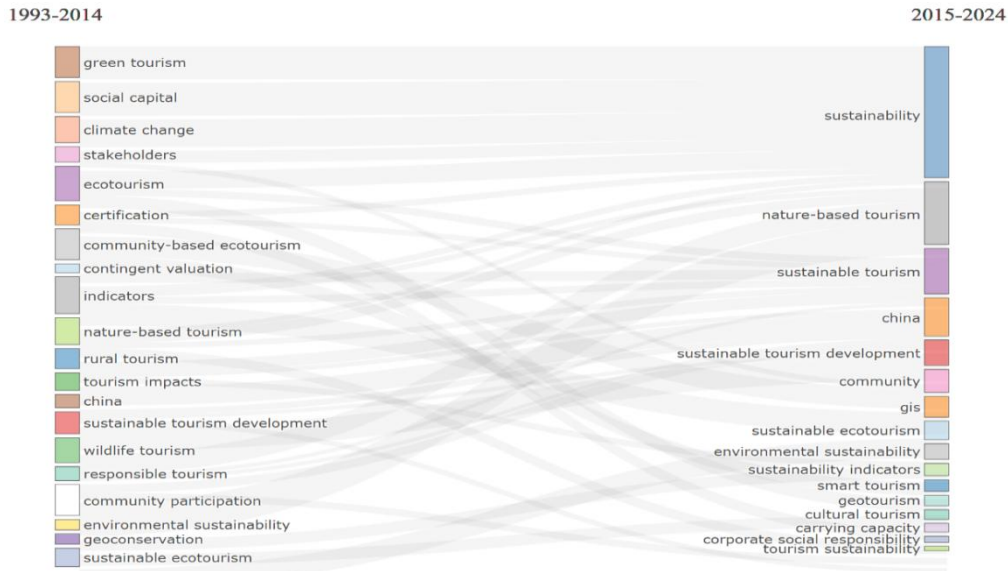 1993-2014
2015-2024
green tourism
social capital
climate change
stakeholders
ecotourism
certification
community-based ecotourism
contingent valuation
indicators
nature-based tourism
rural tourism
tourism impacts
china
sustainable tourism development
wildlife tourism
responsible tourism
community participation
environmental sustainability
geoconservation
sustainable ecotourism
sustainability
nature-based tourism
sustainable tourism
china
sustainable tourism development
community
gis
sustainable ecotourism
environmental sustainability
sustainability indicators
smart tourism
geotourism
cultural tourism
carrying capacity
corporate social responsibility
tourism sustainability